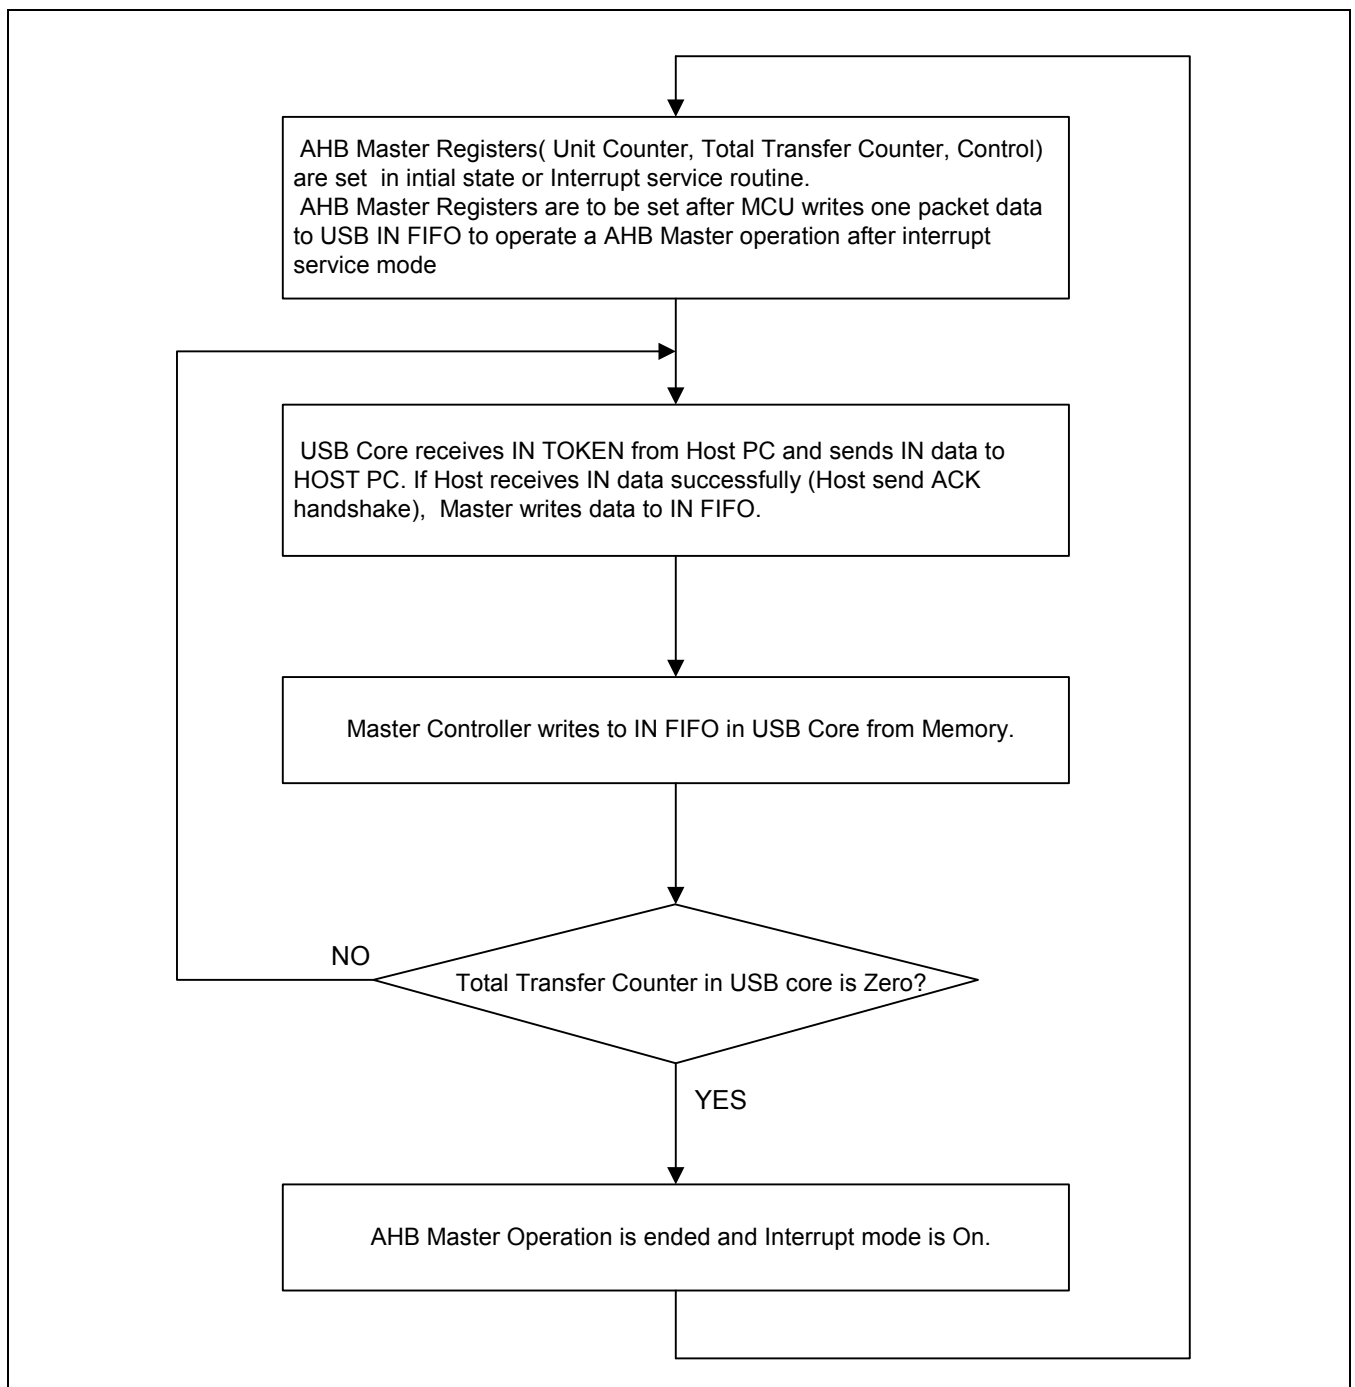 AHB Master Registers( Unit Counter, Total Transfer Counter, Control)
are set in intial state or Interrupt service routine.
AHB Master Registers are to be set after MCU writes one packet data
to USB IN FIFO to operate a AHB Master operation after interrupt
service mode
USB Core receives IN TOKEN from Host PC and sends IN data to
HOST PC. If Host receives IN data successfully (Host send ACK
handshake), Master writes data to IN FIFO.
Master Controller writes to IN FIFO in USB Core from Memory.
NO
Total Transfer Counter in USB core is Zero?
YES
AHB Master Operation is ended and Interrupt mode is On.